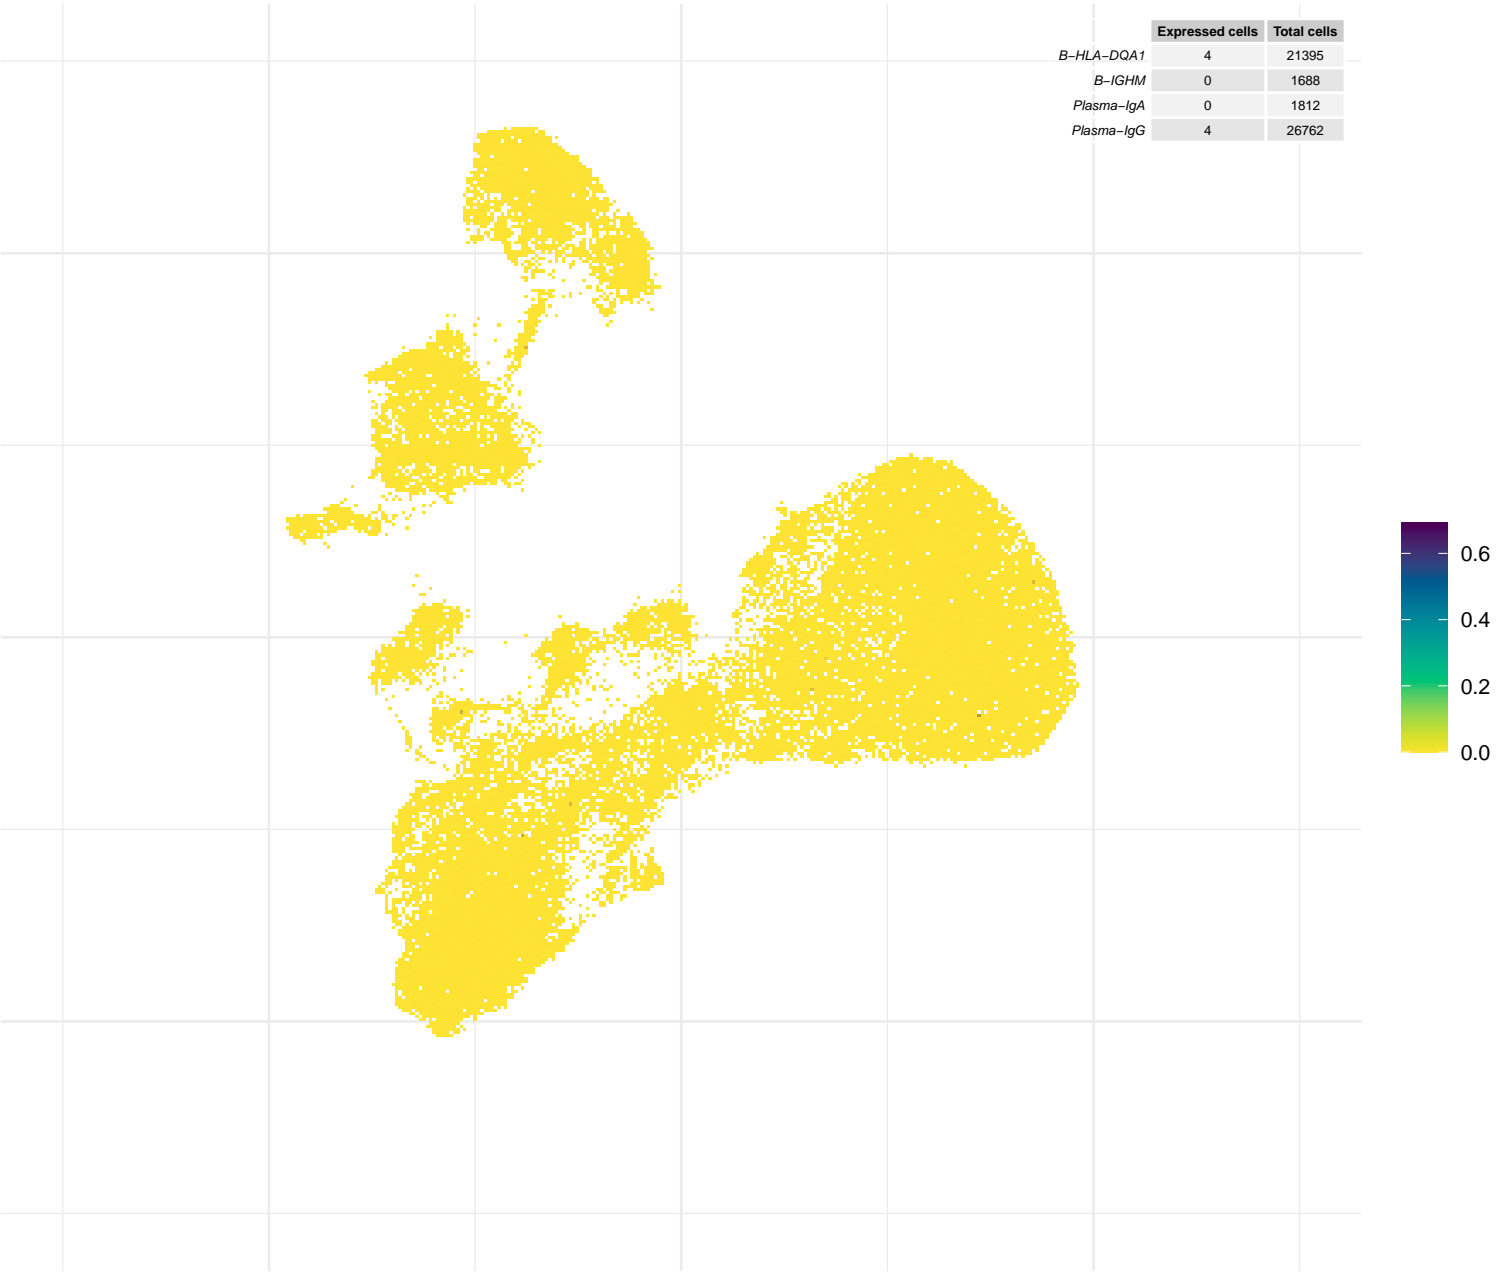 Expressed cells Total cells
B−HLA−DQA1 4 21395
B−IGHM 0 1688
Plasma−IgA 0 1812
Plasma−IgG 4 26762
0.6
0.4
0.2
0.0